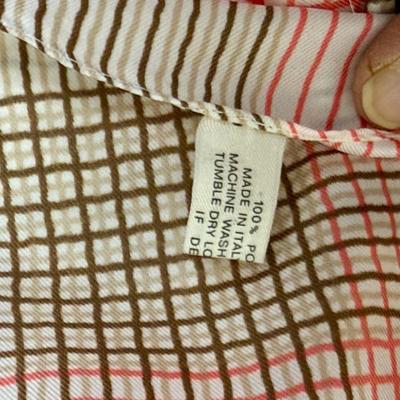 100% PO
MADE IN ITAL
MACHINE WASH
TUMBLE DRY LO
IF DE